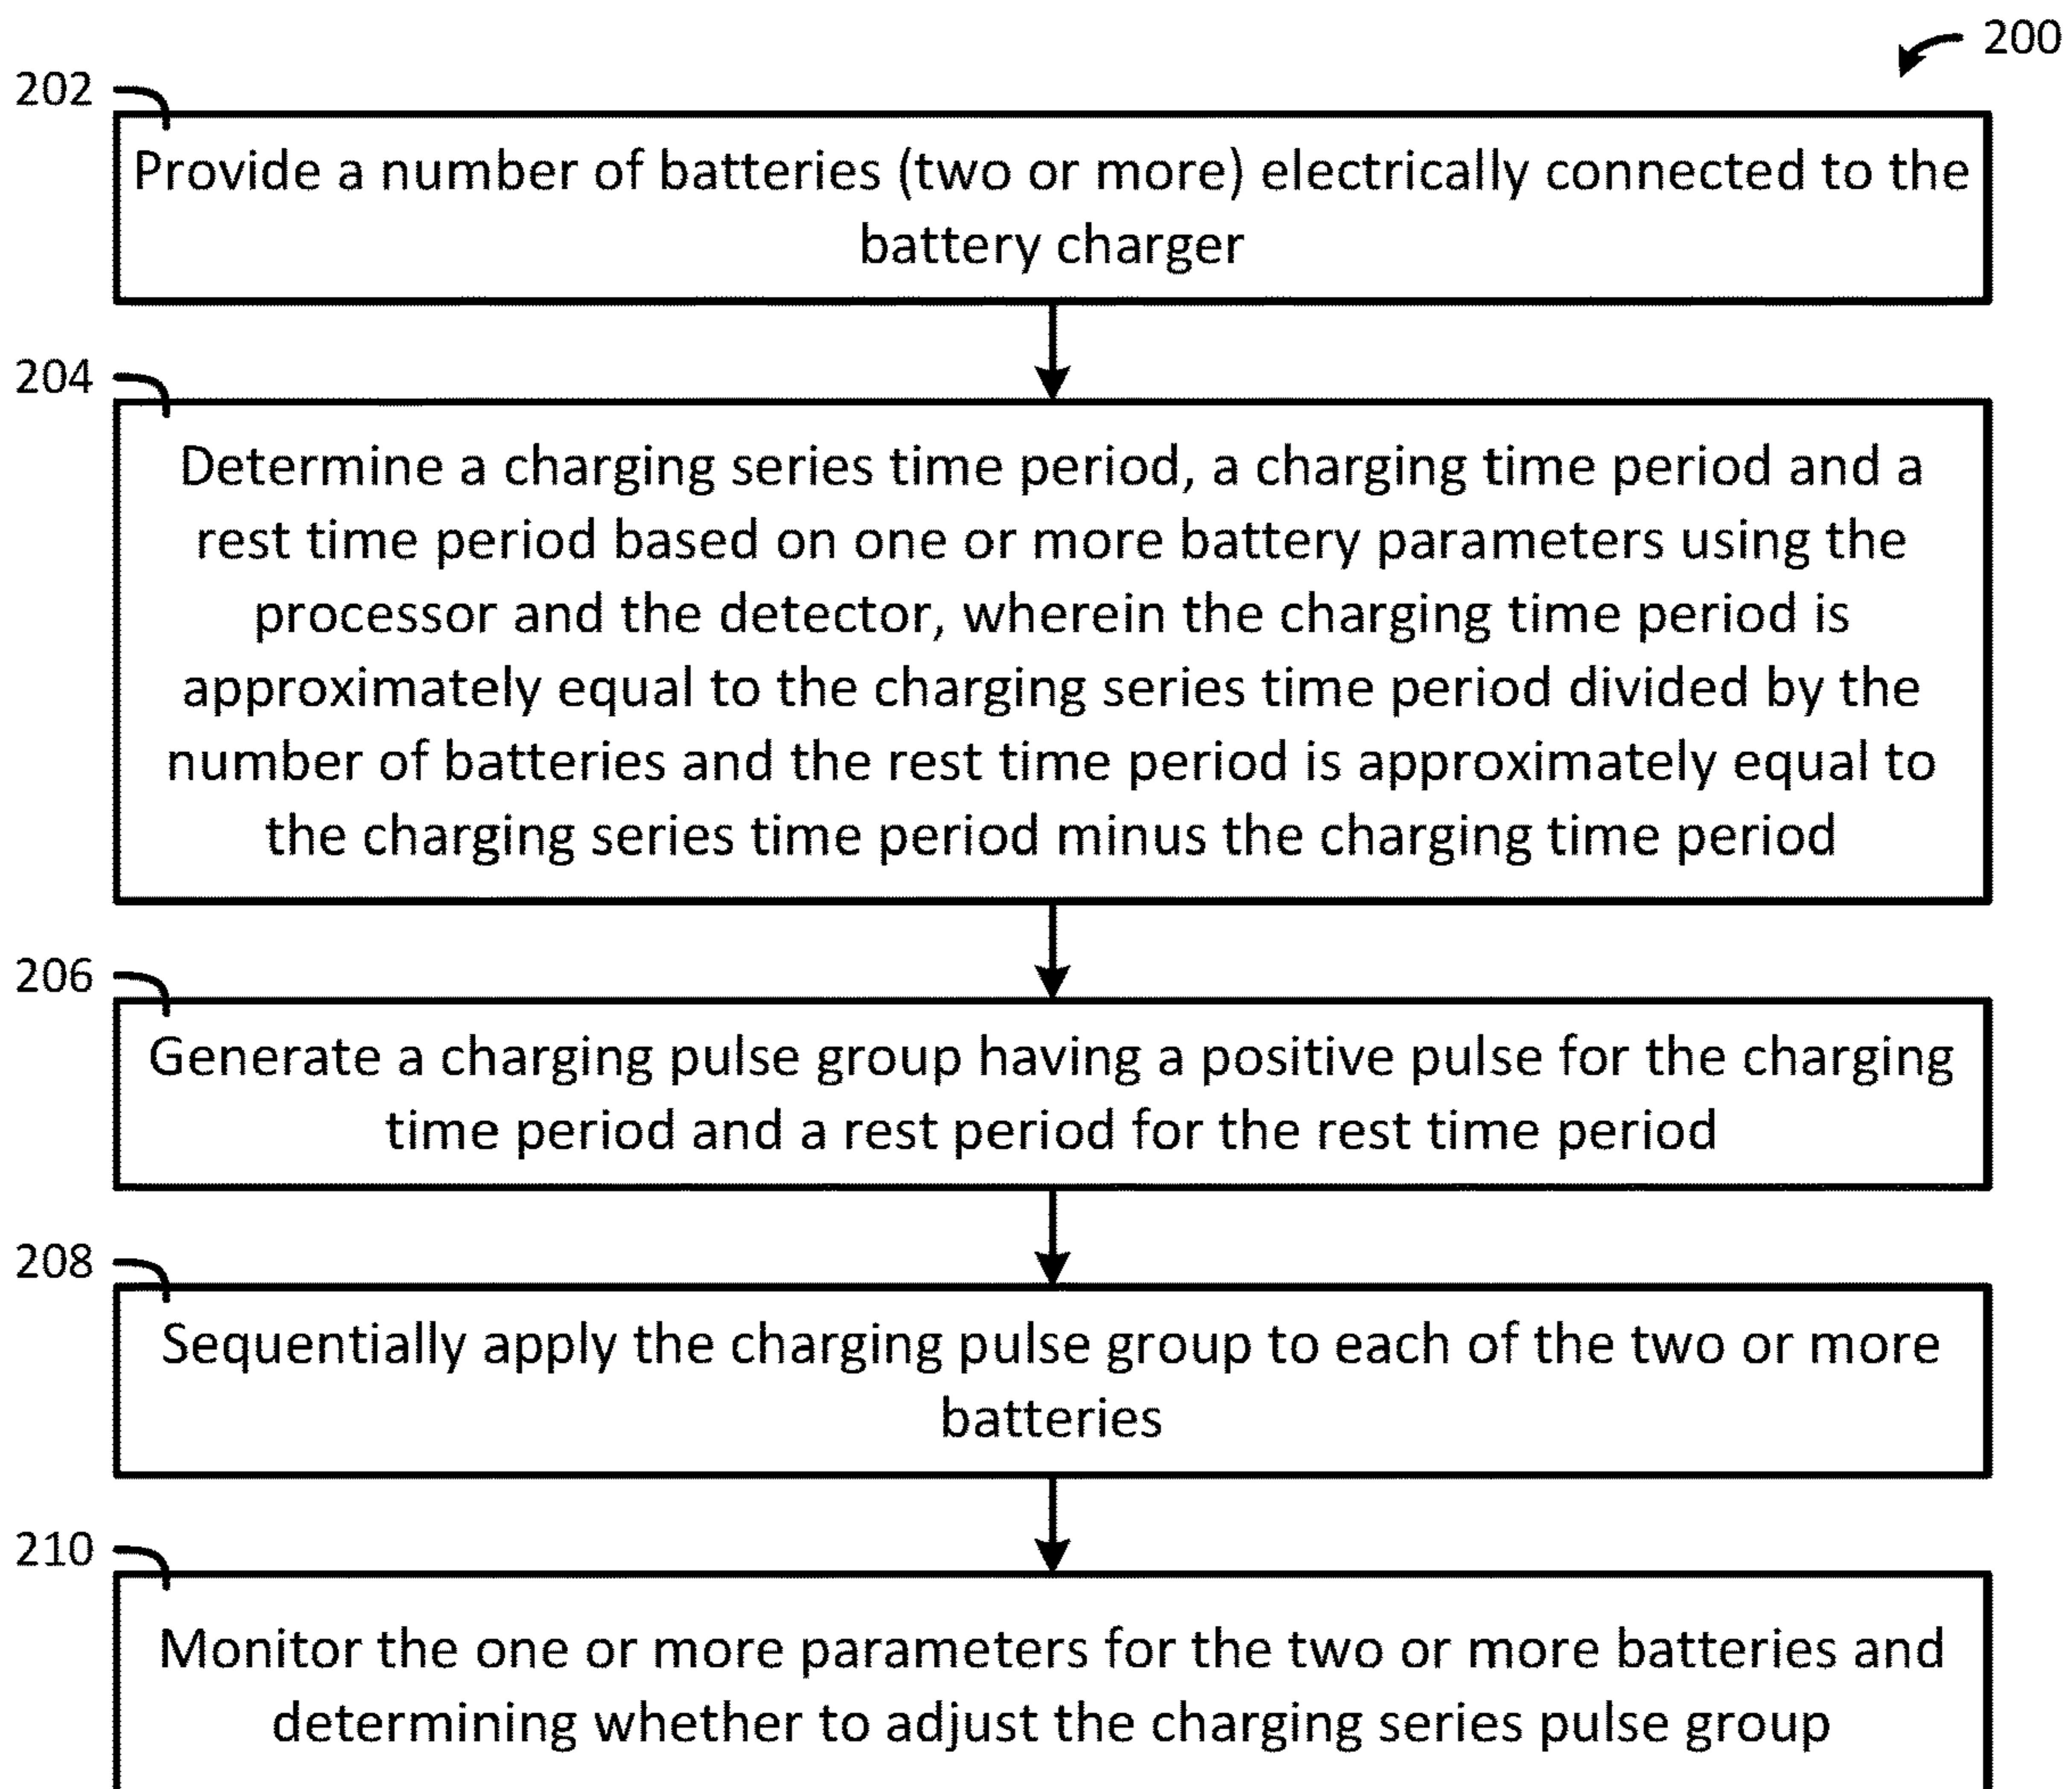 200
202
Provide a number of batteries (two or more) electrically connected to the
battery charger
204
Determine a charging series time period, a charging time period and a
rest time period based on one or more battery parameters using the
processor and the detector, wherein the charging time period is
approximately equal to the charging series time period divided by the
number of batteries and the rest time period is approximately equal to
the charging series time period minus the charging time period
206
Generate a charging pulse group having a positive pulse for the charging
time period and a rest period for the rest time period
208
Sequentially apply the charging pulse group to each of the two or more
batteries
210
Monitor the one or more parameters for the two or more batteries and
determining whether to adjust the charging series pulse group